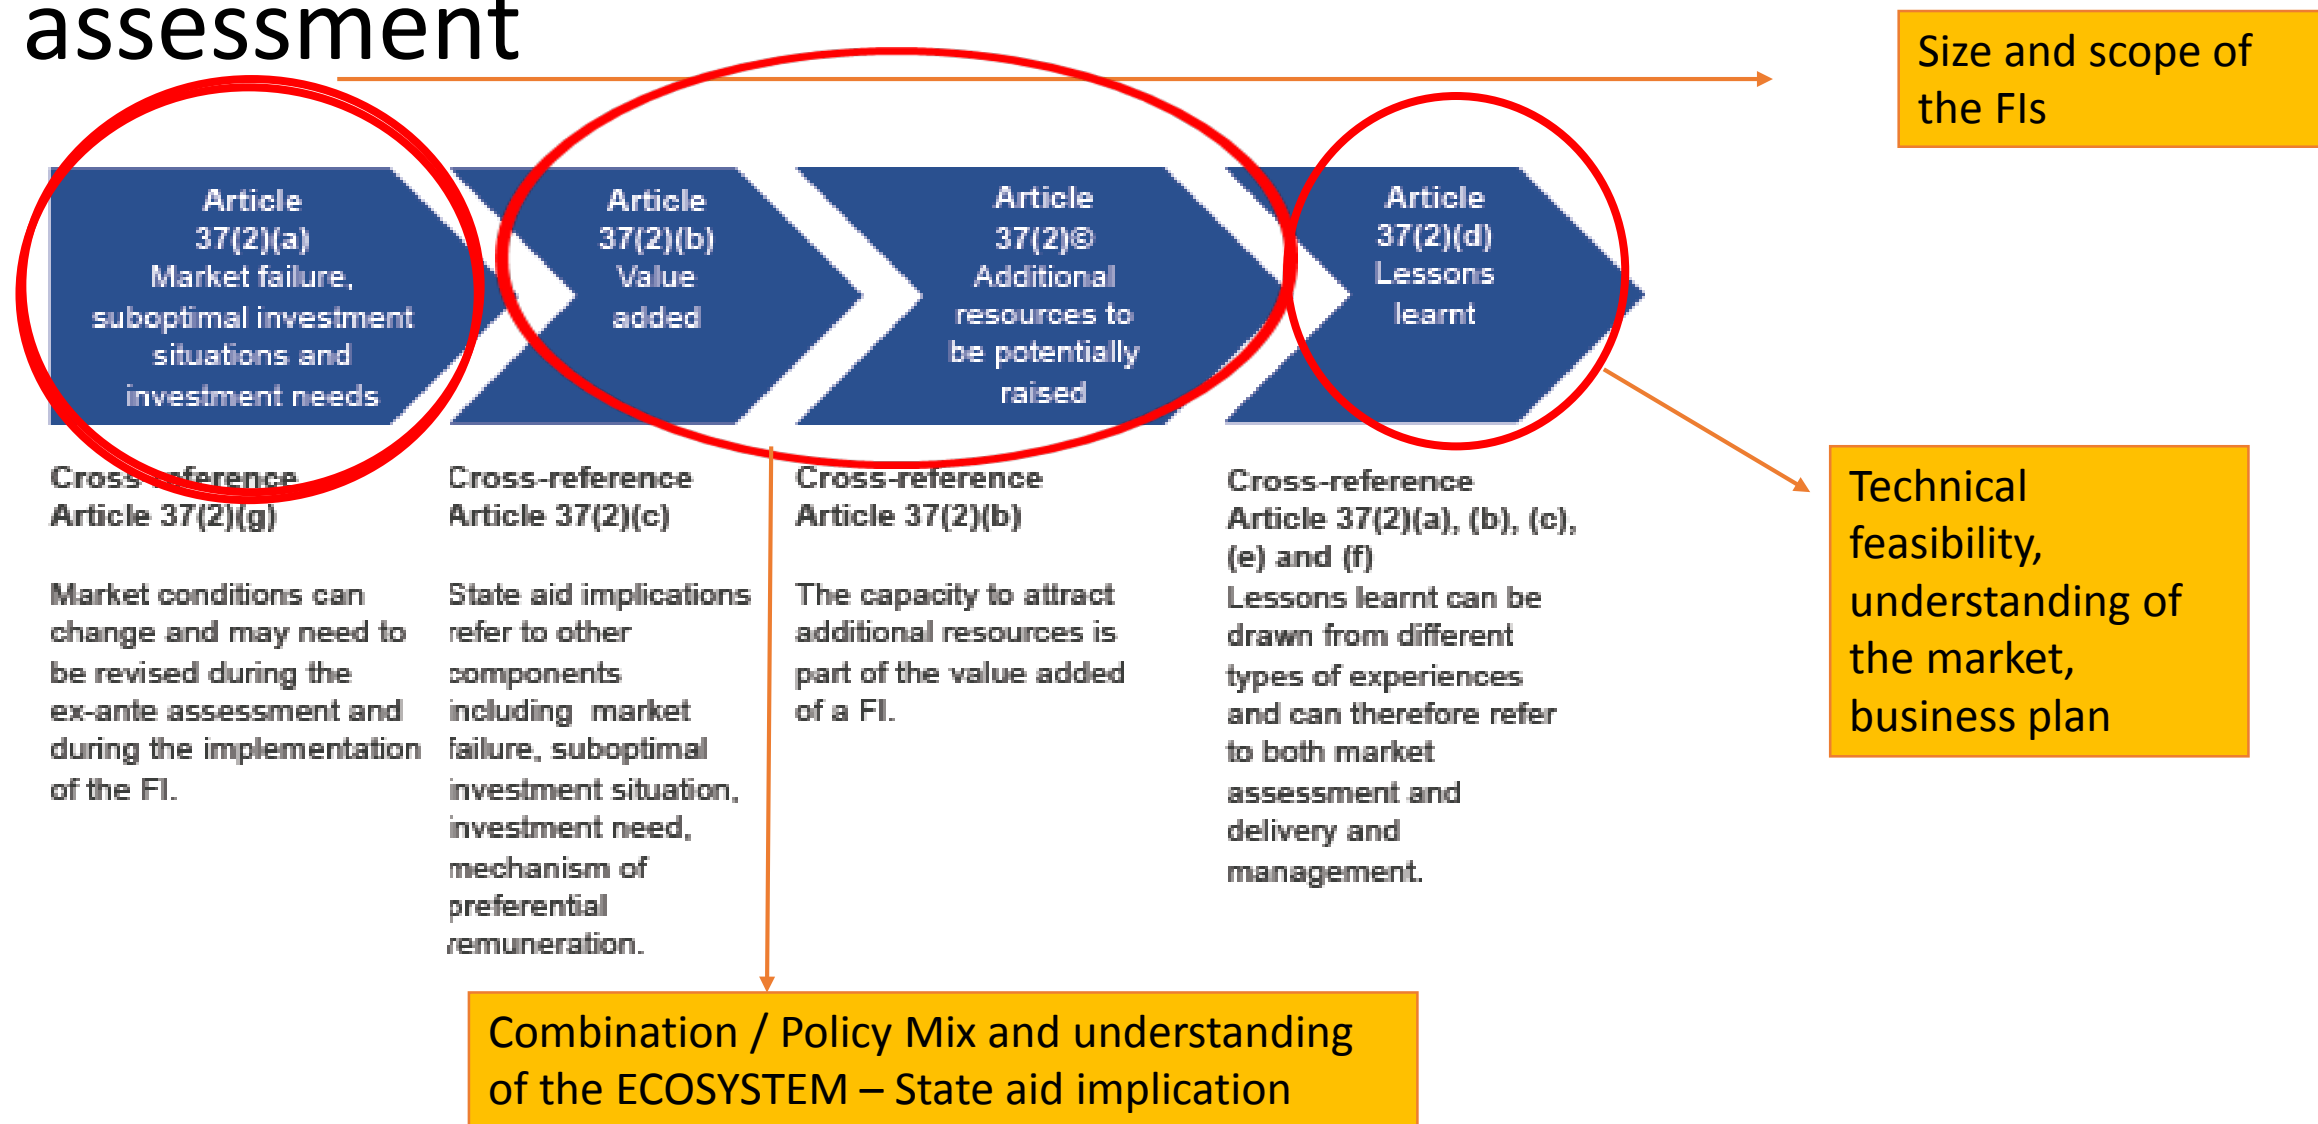 assessment
Size and scope of
the FIs
Article
37(2)(a)
Market failure,
suboptimal investment
situations and
investment needs
Article
37(2)(b)
Value
added
Article
37(2)®
Additional
resources to
be potentially
raised
Article
37(2)(d)
Lessons
learnt
Cross-reference
Article 37(2)(g)
Market conditions can
change and may need to
be revised during the
ex-ante assessment and
during the implementation
of the FI.
Cross-reference
Article 37(2)(c)
State aid implications
refer to other
components
including market
failure, suboptimal
investment situation,
investment need,
mechanism of
preferential
remuneration.
Cross-reference
Article 37(2)(b)
The capacity to attract
additional resources is
part of the value added
of a FI.
Cross-reference
Article 37(2)(a), (b), (c),
(e) and (f)
Lessons learnt can be
drawn from different
types of experiences
and can therefore refer
to both market
assessment and
delivery and
management.
Technical
feasibility,
understanding of
the market,
business plan
Combination / Policy Mix and understanding
of the ECOSYSTEM – State aid implication